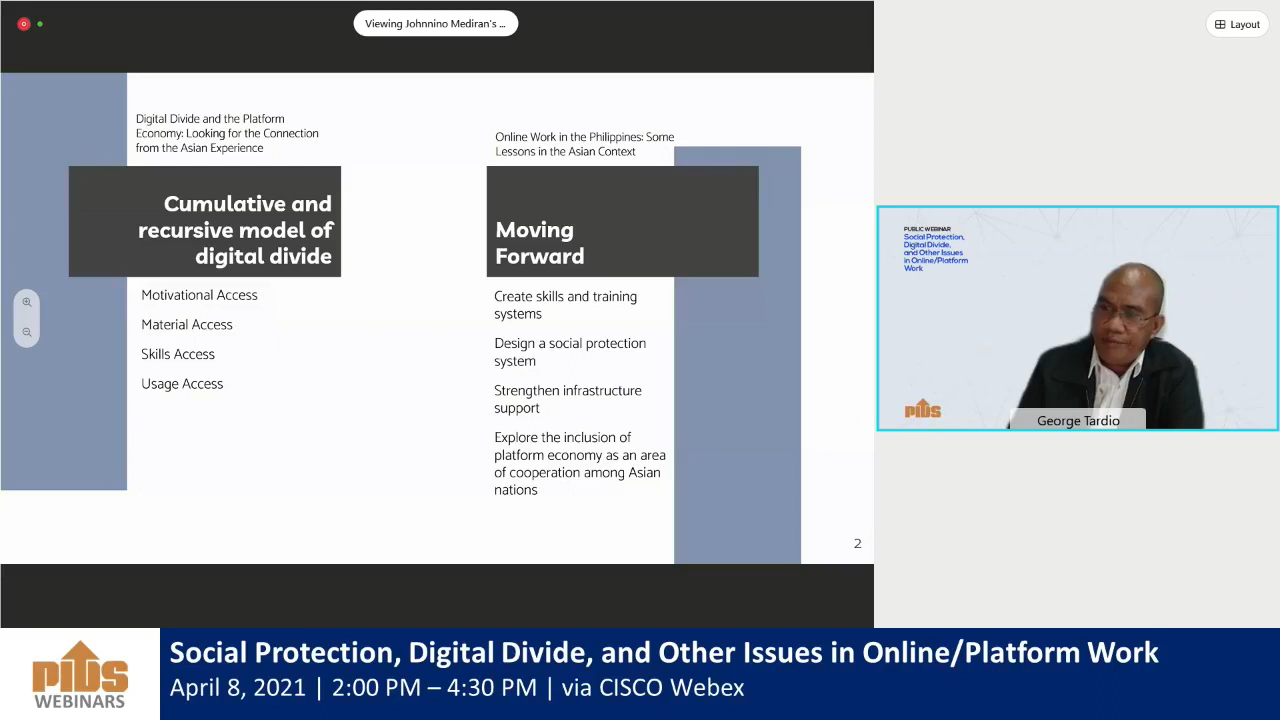 Viewing Johnnino Mediran's ...
Layout
Digital Divide and the Platform
Economy: Looking for the Connection
from the Asian Experience
Cumulative and
recursive model of
digital divide
Motivational Access
Material Access
Skills Access
Usage Access
Online Work in the Philippines: Some
Lessons in the Asian Context
Moving
Forward
Create skills and training
systems
Design a social protection
system
Strengthen infrastructure
support
Explore the inclusion of
platform economy as an area
of cooperation among Asian
nations
2
PUBLIC WEBINAR
Social Protection,
Digital Divide,
and Other Issues
in Online/Platform
Work
PIDS
George Tardio
PIDS
WEBINARS
Social Protection, Digital Divide, and Other Issues in Online/Platform Work
April 8, 2021 | 2:00 PM – 4:30 PM | via CISCO Webex